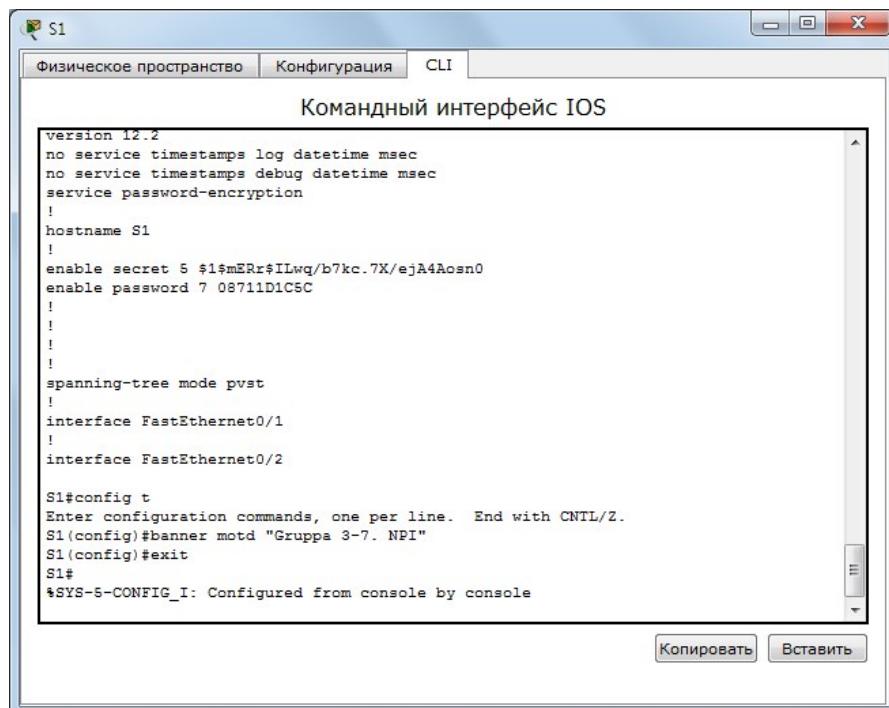 S1
Физическое пространство Конфигурация CLI
Командный интерфейс IOS
version 12.2
no service timestamps log datetime msec
no service timestamps debug datetime msec
service password-encryption
!
hostname S1
!
enable secret 5 $1$mERr$ILwq/b7kc.7X/ejA4Aosn0
enable password 7 08711D1C5C
!
!
!
!
spanning-tree mode pvst
!
interface FastEthernet0/1
!
interface FastEthernet0/2
S1#config t
Enter configuration commands, one per line.  End with CNTL/Z.
S1(config)#banner motd "Gruppa 3-7. NPI"
S1(config)#exit
S1#
%SYS-5-CONFIG_I: Configured from console by console
Копировать Вставить